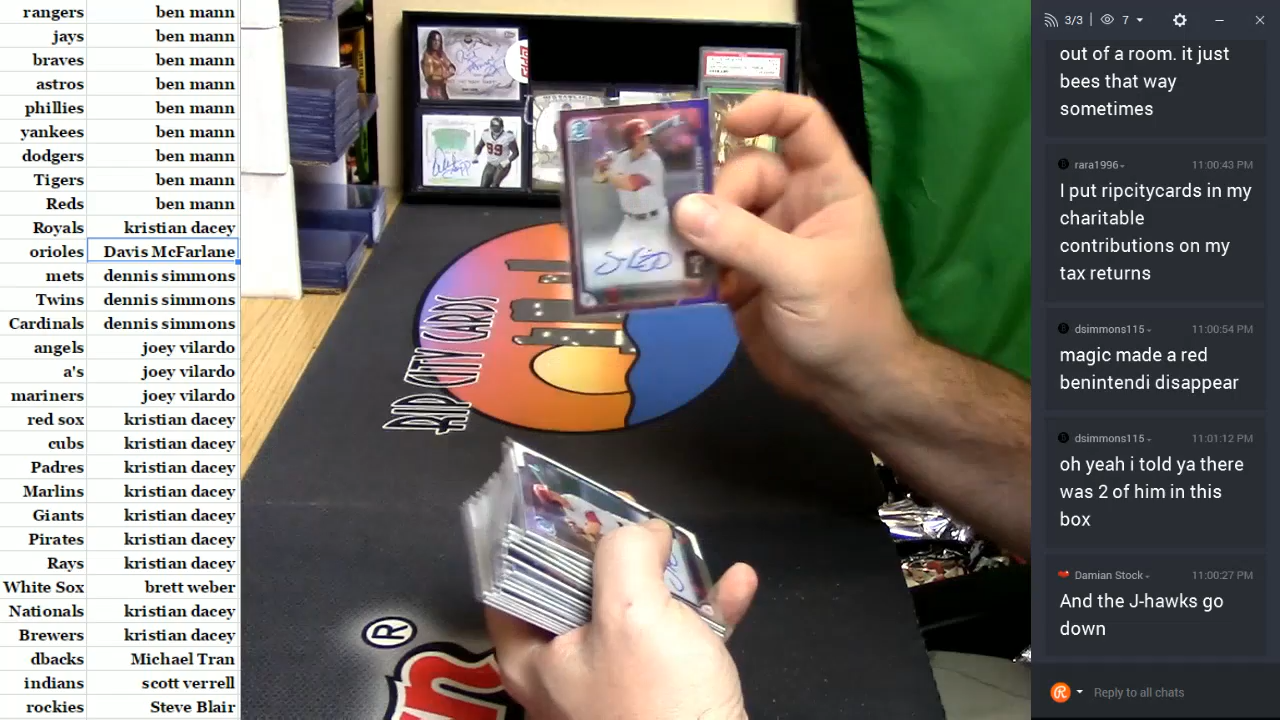 rangers ben mann
jays ben mann
braves ben mann
astros ben mann
phillies ben mann
yankees ben mann
dodgers ben mann
Tigers ben mann
Reds ben mann
Royals kristian dacey
orioles Davis McFarlane
mets dennis simmons
Twins dennis simmons
Cardinals dennis simmons
angels joey vilardo
a's joey vilardo
mariners joey vilardo
red sox kristian dacey
cubs kristian dacey
Padres kristian dacey
Marlins kristian dacey
Giants kristian dacey
Pirates kristian dacey
Rays kristian dacey
White Sox brett weber
Nationals kristian dacey
Brewers kristian dacey
dbacks Michael Tran
indians scott verrell
rockies Steve Blair
RIP CITY CARDS
®
99
3/3 | 7
out of a room. it just
bees that way
sometimes
rara1996 11:00:43 PM
I put ripcitycards in my
charitable
contributions on my
tax returns
dsimmons115 11:00:54 PM
magic made a red
benintendi disappear
dsimmons115 11:01:12 PM
oh yeah i told ya there
was 2 of him in this
box
Damian Stock 11:00:27 PM
And the J-hawks go
down
Reply to all chats